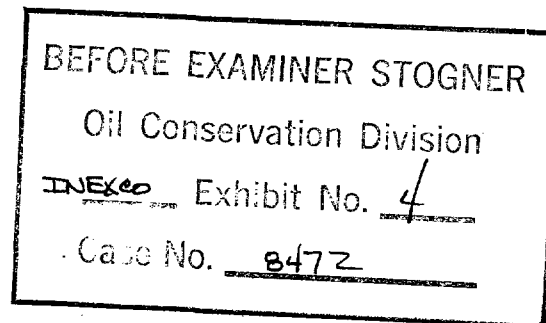 BEFORE EXAMINER STOGNER
Oil Conservation Division
INEXCO Exhibit No. 4
Case No. 8472